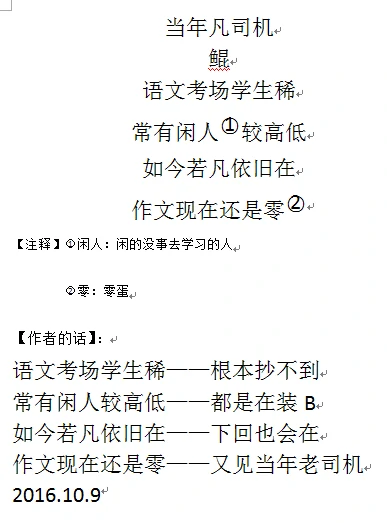 当年凡司机
鲲
语文考场学生稀
常有闲人①较高低
如今若凡依旧在
作文现在还是零②
【注释】①闲人：闲的没事去学习的人
②零：零蛋
【作者的话】：
语文考场学生稀——根本抄不到
常有闲人较高低——都是在装 B
如今若凡依旧在——下回也会在
作文现在还是零——又见当年老司机
2016.10.9